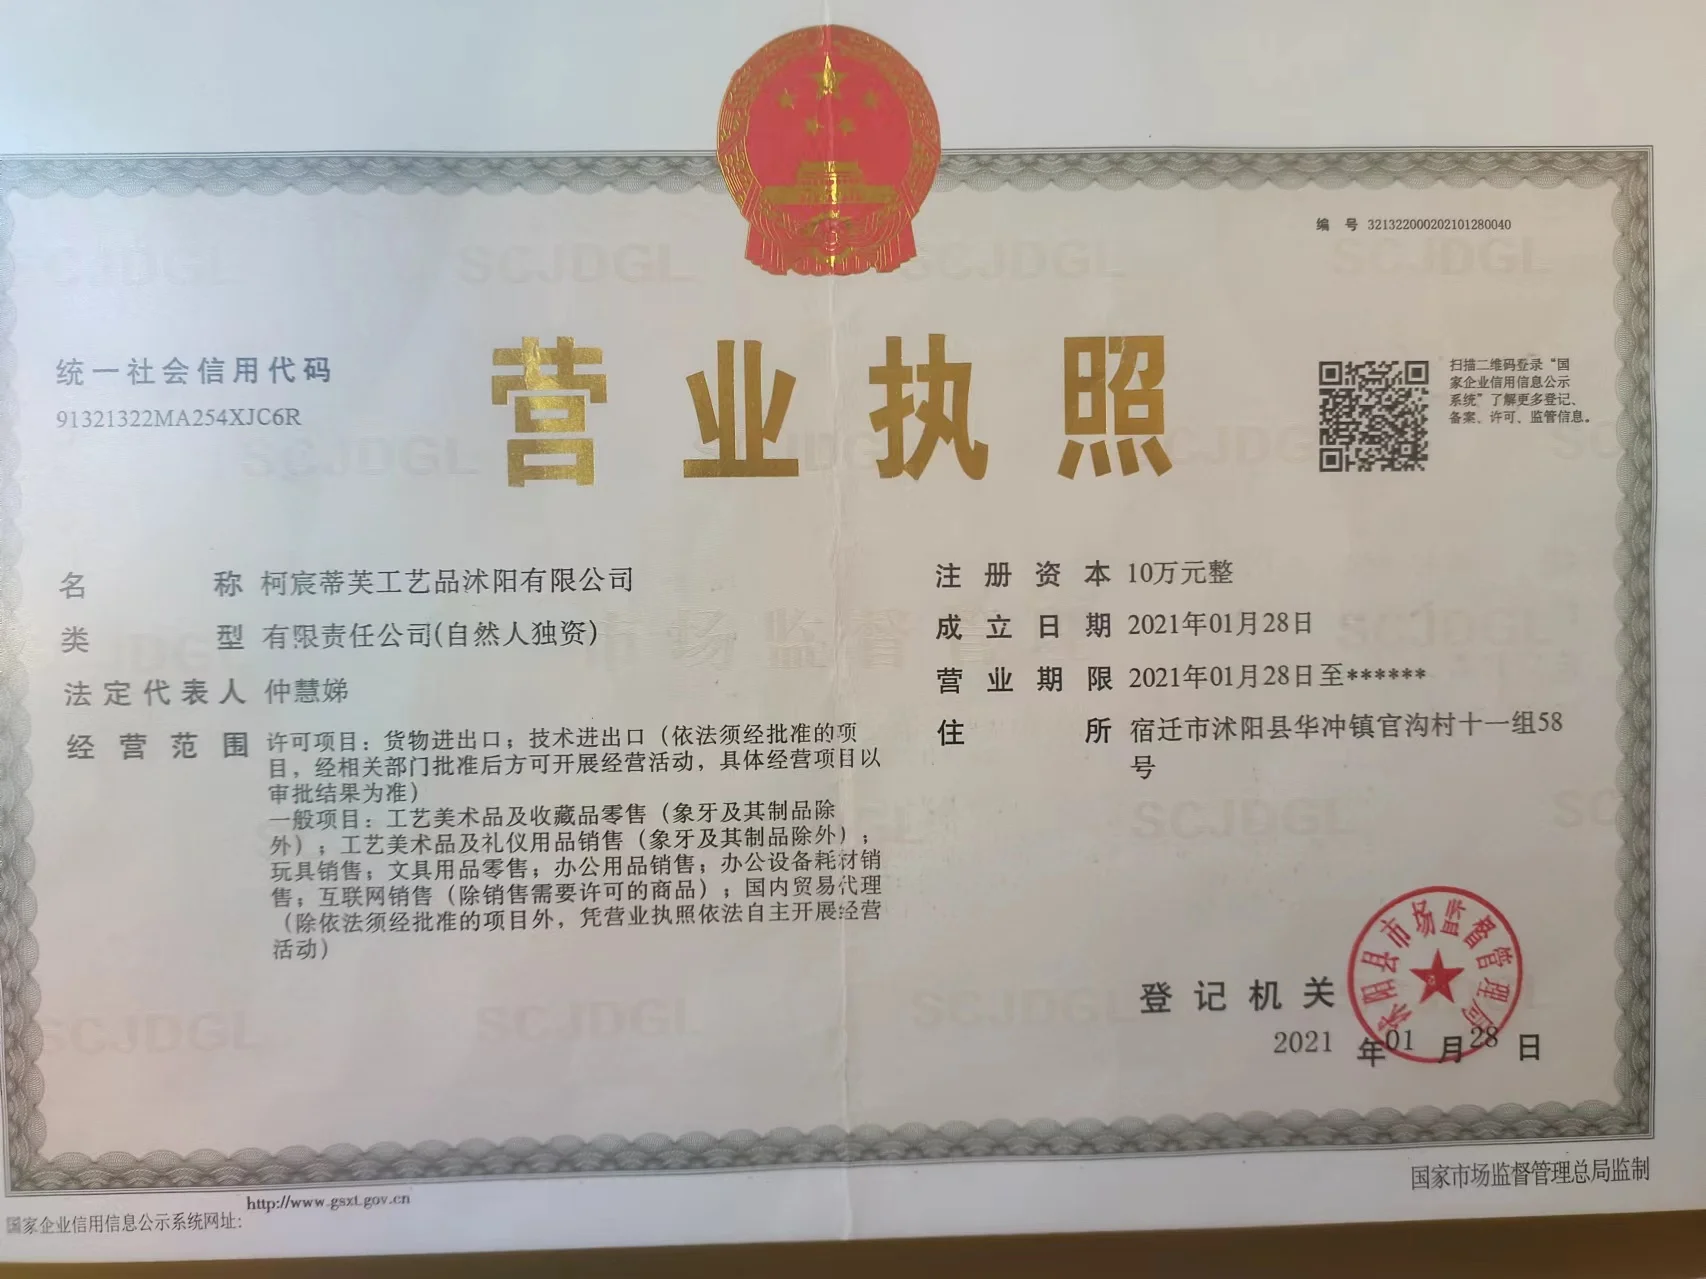 编 号 321322000202101280040
统一社会信用代码
91321322MA254XJC6R
营业执照
扫描二维码登录“国
家企业信用信息公示
系统”了解更多登记、
备案、许可、监管信息。
名 称 柯宸蒂芙工艺品沭阳有限公司
类 型 有限责任公司(自然人独资)
法定代表人 仲慧娣
经营范围 许可项目：货物进出口；技术进出口（依法须经批准的项
目，经相关部门批准后方可开展经营活动，具体经营项目以
审批结果为准）
一般项目：工艺美术品及收藏品零售（象牙及其制品除
外）；工艺美术品及礼仪用品销售（象牙及其制品除外）；
玩具销售；文具用品零售；办公用品销售；办公设备耗材销
售；互联网销售（除销售需要许可的商品）；国内贸易代理
（除依法须经批准的项目外，凭营业执照依法自主开展经营
活动）
注册资本 10万元整
成立日期 2021年01月28日
营业期限 2021年01月28日至******
住 所 宿迁市沭阳县华冲镇官沟村十一组58
号
市场监督管理
SCJDGL
登记机关
沭阳县市场监督管理局
2021 年 01 月 28 日
http://www.gsxt.gov.cn
国家企业信用信息公示系统网址:
国家市场监督管理总局监制